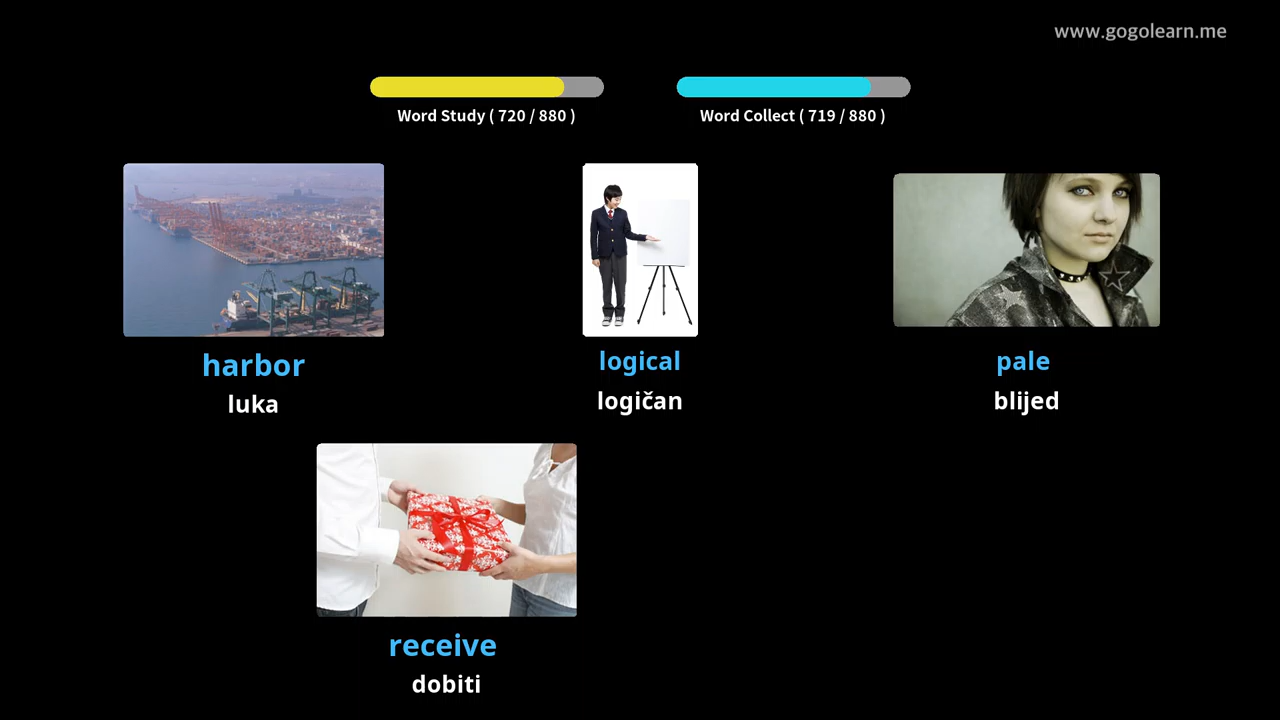 www.gogolearn.me
Word Study ( 720 / 880 )
Word Collect ( 719 / 880 )
harbor
luka
logical
logičan
pale
blijed
receive
dobiti